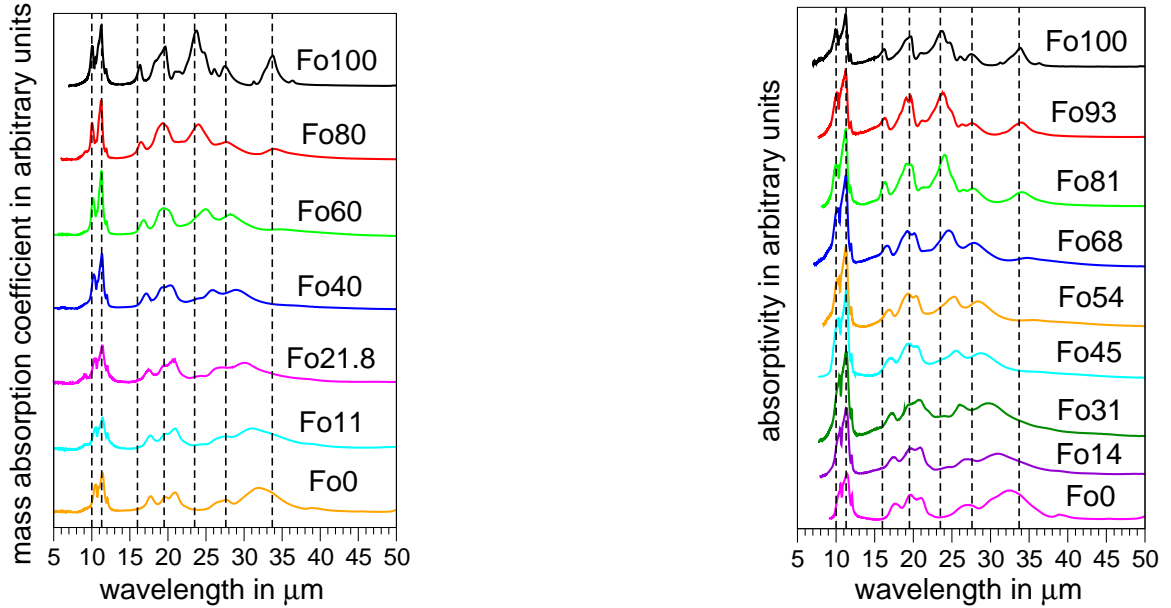 mass absorption coefficient in arbitrary units
Fo100
Fo80
Fo60
Fo40
Fo21.8
Fo11
Fo0
5 10 15 20 25 30 35 40 45 50
wavelength in μm
absorptivity in arbitrary units
Fo100
Fo93
Fo81
Fo68
Fo54
Fo45
Fo31
Fo14
Fo0
5 10 15 20 25 30 35 40 45 50
wavelength in μm